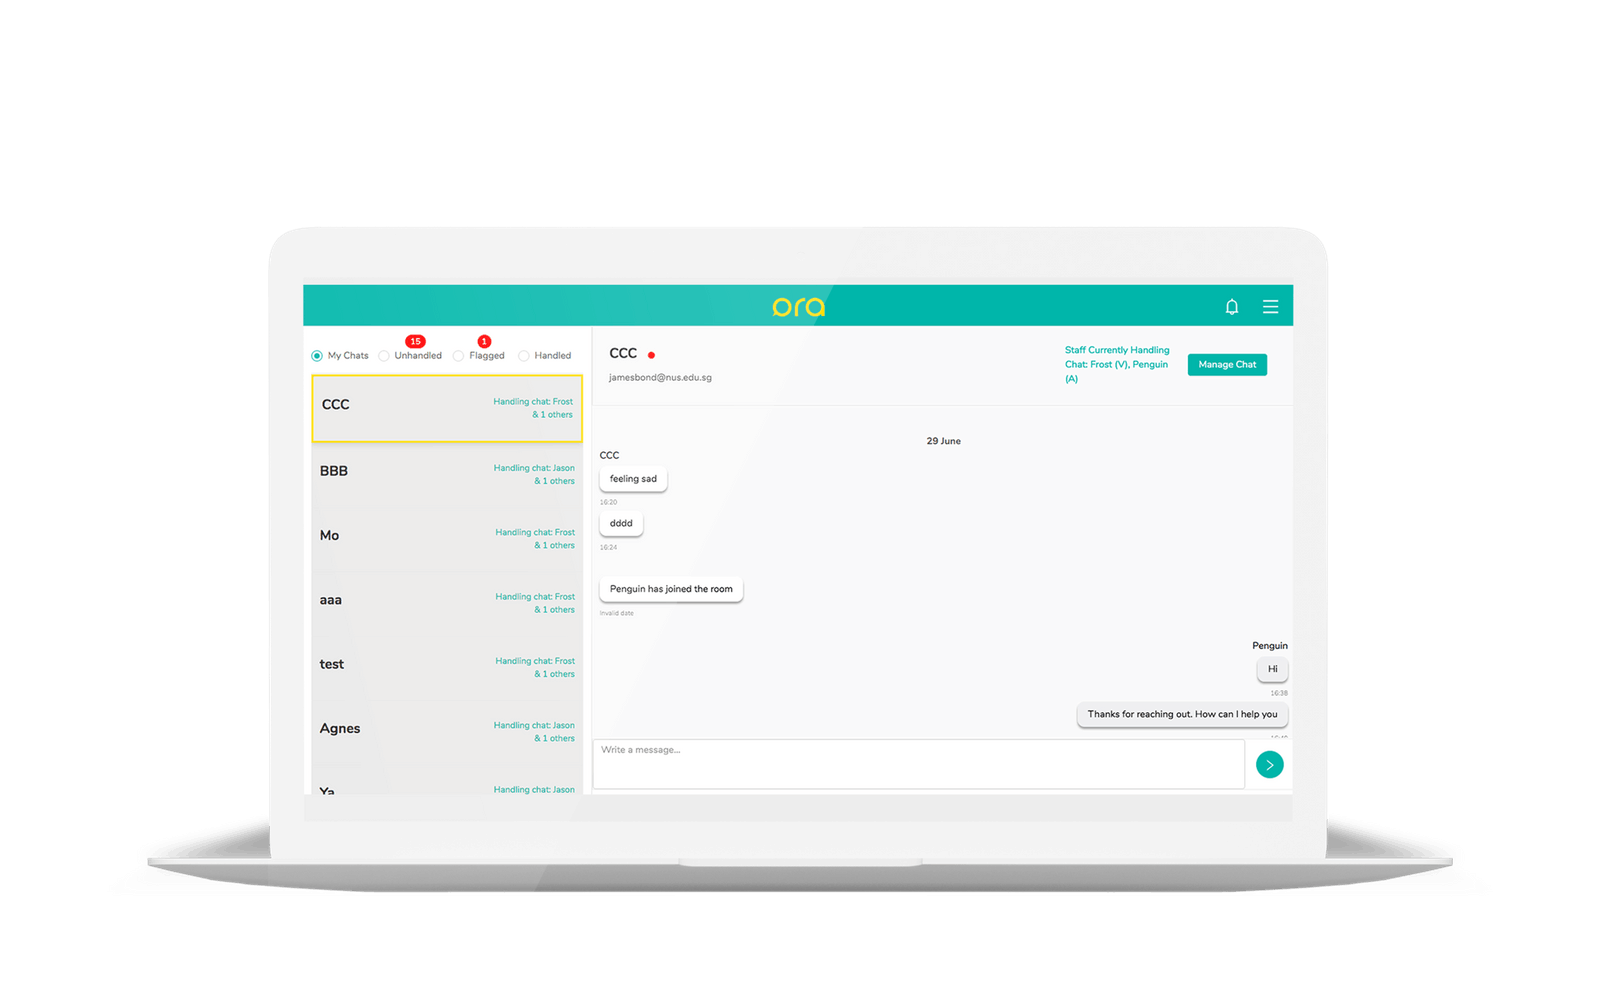 ora
15
1
My Chats
Unhandled
Flagged
Handled
CCC
Handling chat: Frost
& 1 others
BBB
Handling chat: Jason
& 1 others
Mo
Handling chat: Frost
& 1 others
aaa
Handling chat: Frost
& 1 others
test
Handling chat: Frost
& 1 others
Agnes
Handling chat: Jason
& 1 others
Ya
Handling chat: Jason
CCC
jamesbond@nus.edu.sg
Staff Currently Handling
Chat: Frost (V), Penguin
(A)
Manage Chat
29 June
CCC
feeling sad
16:20
dddd
16:24
Penguin has joined the room
Invalid date
Penguin
Hi
16:38
Thanks for reaching out. How can I help you
Write a message...